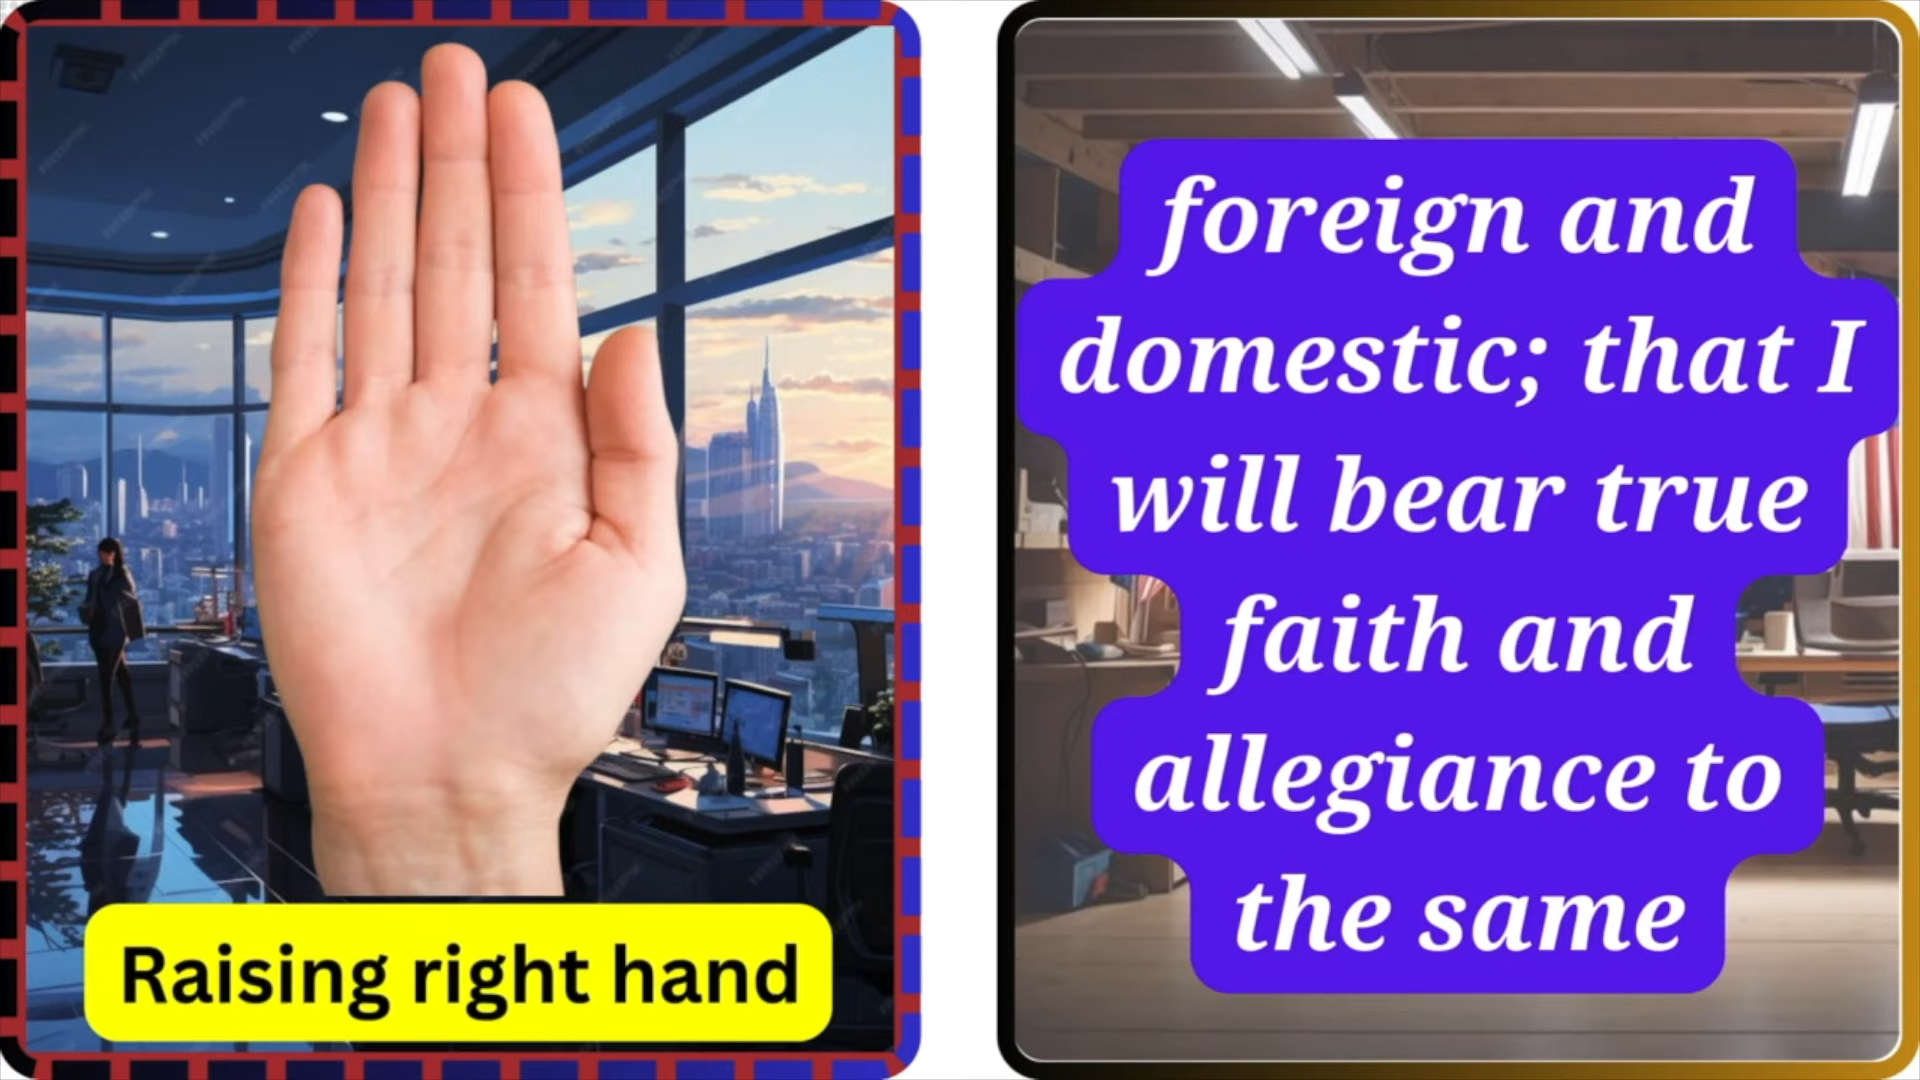 Raising right hand
foreign and
domestic; that I
will bear true
faith and
allegiance to
the same